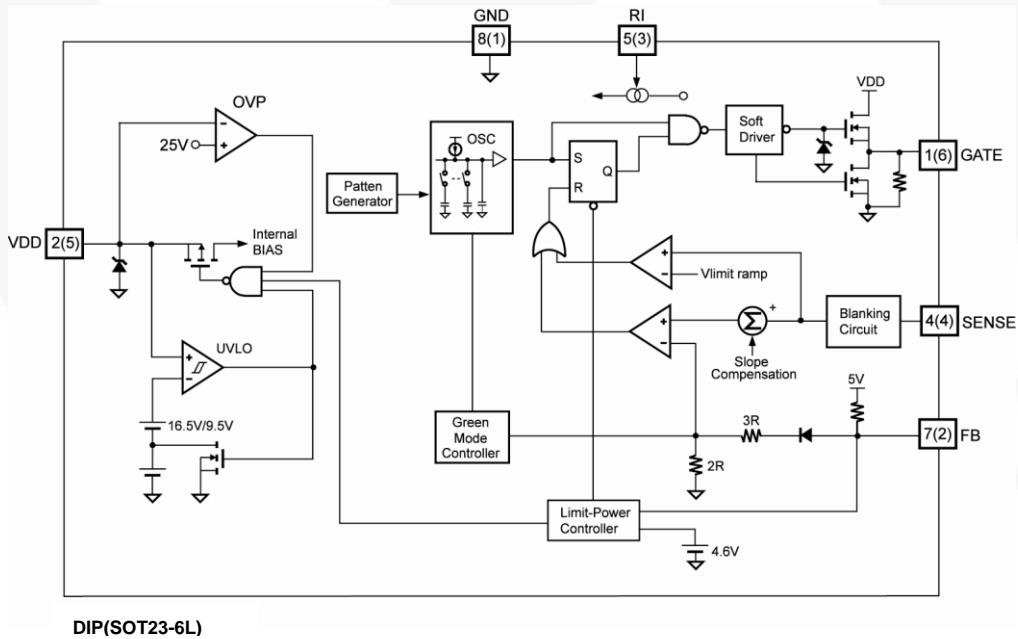 GND
8(1)
RI
5(3)
VDD
OVP
25V
OSC
Soft
Driver
S
Q
R
1(6)
GATE
Patten
Generator
VDD
2(5)
Internal
BIAS
+
−
Vlimit ramp
+
−
+
Σ
Slope
Compensation
Blanking
Circuit
4(4)
SENSE
−
+
UVLO
+
−
16.5V/9.5V
5V
Green
Mode
Controller
3R
2R
7(2)
FB
Limit-Power
Controller
4.6V
DIP(SOT23-6L)